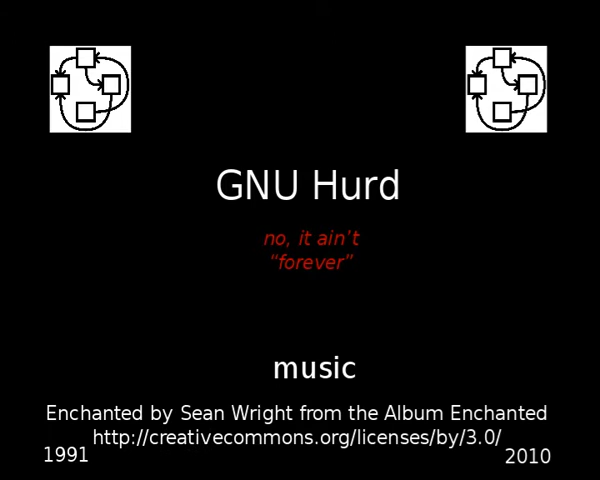 GNU Hurd
no, it ain't
“forever”
music
Enchanted by Sean Wright from the Album Enchanted
http://creativecommons.org/licenses/by/3.0/
1991
2010